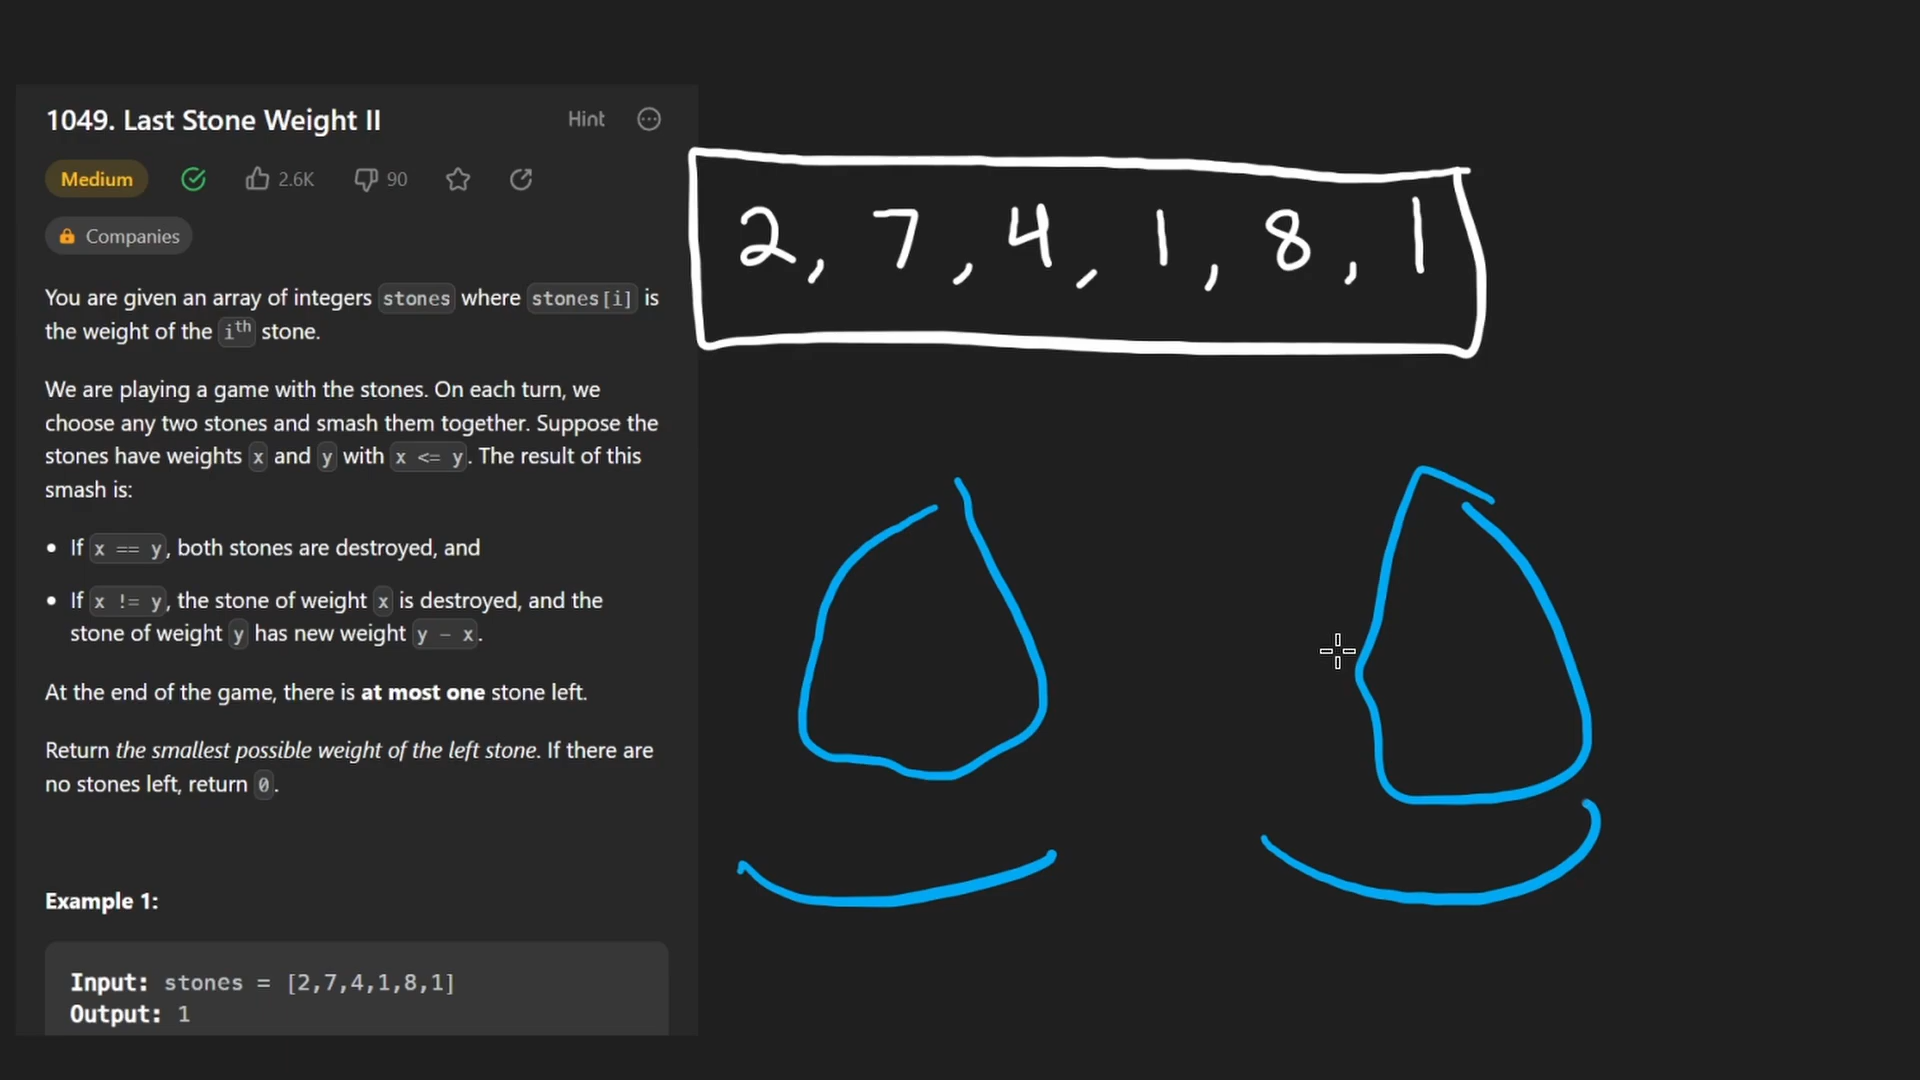 1049. Last Stone Weight II
Hint
Medium
2.6K
90
Companies
You are given an array of integers stones where stones[i] is
the weight of the ith stone.
We are playing a game with the stones. On each turn, we
choose any two stones and smash them together. Suppose the
stones have weights x and y with x <= y. The result of this
smash is:
• If x == y, both stones are destroyed, and
• If x != y, the stone of weight x is destroyed, and the
stone of weight y has new weight y - x.
At the end of the game, there is at most one stone left.
Return the smallest possible weight of the left stone. If there are
no stones left, return 0.
Example 1:
Input: stones = [2,7,4,1,8,1]
Output: 1
2, 7, 4, 1, 8, 1